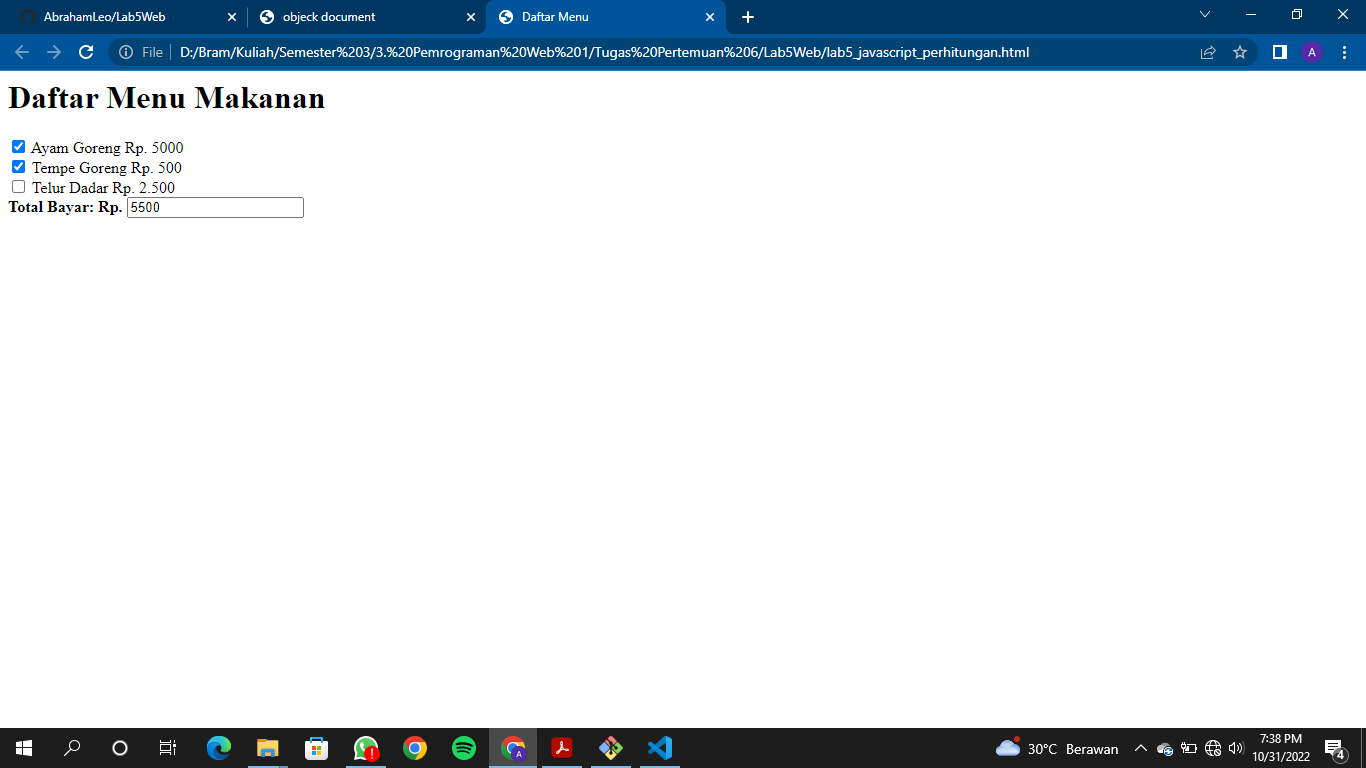 AbrahamLeo/Lab5Web
objeck document
Daftar Menu
File
D:/Bram/Kuliah/Semester%203/3.%20Pemrograman%20Web%201/Tugas%20Pertemuan%206/Lab5Web/lab5_javascript_perhitungan.html
A
Daftar Menu Makanan
Ayam Goreng Rp. 5000
Tempe Goreng Rp. 500
Telur Dadar Rp. 2.500
Total Bayar: Rp. 5500
A
30°C Berawan
7:38 PM
10/31/2022
4